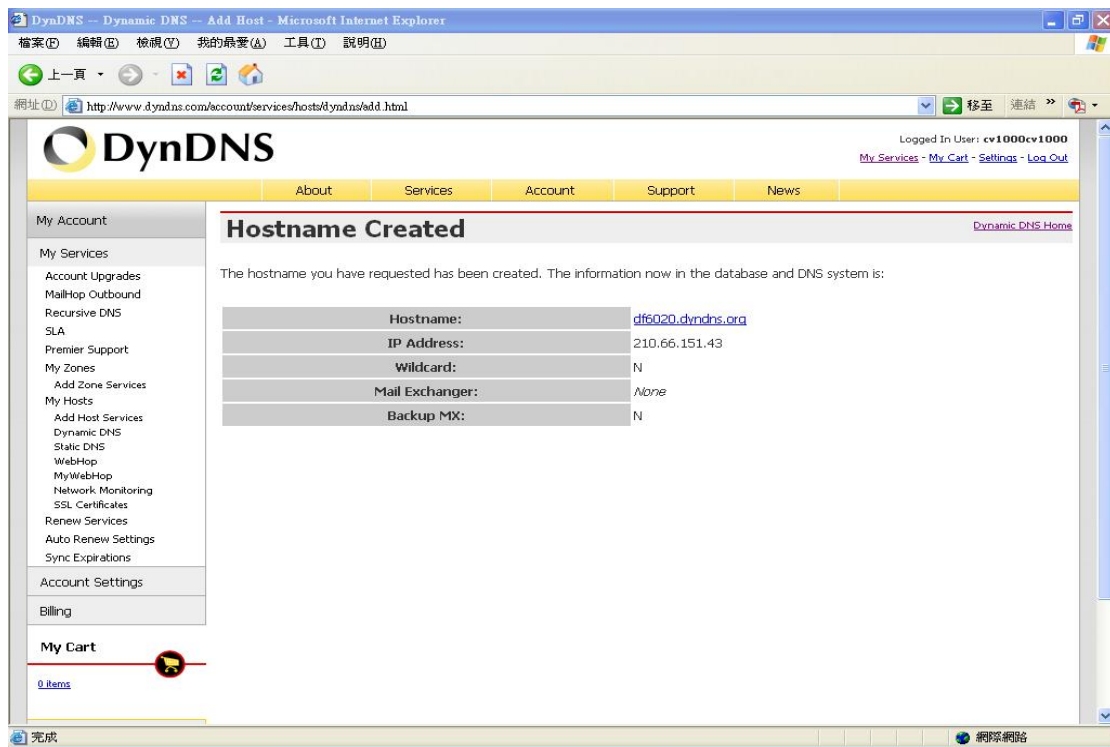 DynDNS -- Dynamic DNS -- Add Host - Microsoft Internet Explorer
檔案(F) 編輯(E) 檢視(V) 我的最愛(A) 工具(T) 說明(H)
上一頁
網址(D) http://www.dyndns.com/account/services/hosts/dyndns/add.html 移至 連結 »
DynDNS
Logged In User: cv1000cv1000
My Services - My Cart - Settings - Log Out
About Services Account Support News
My Account
My Services
Account Upgrades
MailHop Outbound
Recursive DNS
SLA
Premier Support
My Zones
Add Zone Services
My Hosts
Add Host Services
Dynamic DNS
Static DNS
WebHop
MyWebHop
Network Monitoring
SSL Certificates
Renew Services
Auto Renew Settings
Sync Expirations
Account Settings
Billing
My Cart
0 items
Hostname Created
Dynamic DNS Home
The hostname you have requested has been created. The information now in the database and DNS system is:
Hostname: df6020.dyndns.org
IP Address: 210.66.151.43
Wildcard: N
Mail Exchanger: None
Backup MX: N
完成 網際網路